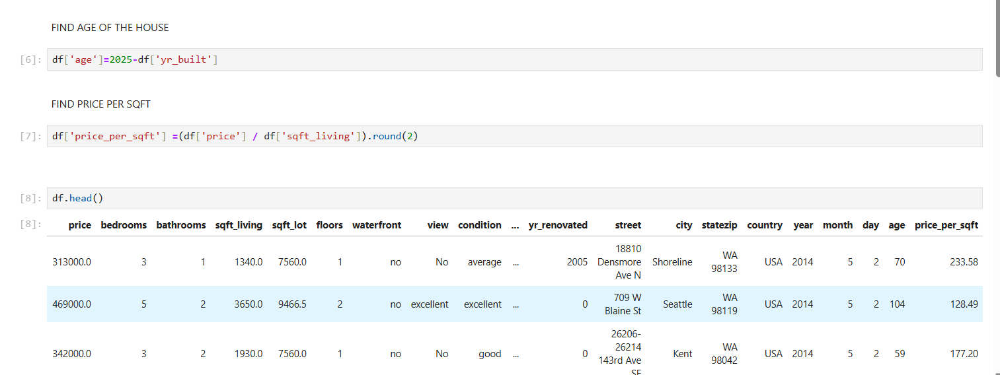 FIND AGE OF THE HOUSE
[6]: df['age']=2025-df['yr_built']
FIND PRICE PER SQFT
[7]: df['price_per_sqft'] =(df['price'] / df['sqft_living']).round(2)
[8]: df.head()
[8]: price bedrooms bathrooms sqft_living sqft_lot floors waterfront view condition ... yr_renovated street city statezip country year month day age price_per_sqft
18810
313000.0 3 1 1340.0 7560.0 1 no No average ... 2005 Densmore Shoreline WA 98133 USA 2014 5 2 70 233.58
Ave N
469000.0 5 2 3650.0 9466.5 2 no excellent excellent ... 0 709 W Seattle WA 98119 USA 2014 5 2 104 128.49
Blaine St
26206-
26214
342000.0 3 2 1930.0 7560.0 1 no No good ... 0 143rd Ave Kent WA 98042 USA 2014 5 2 59 177.20
SE